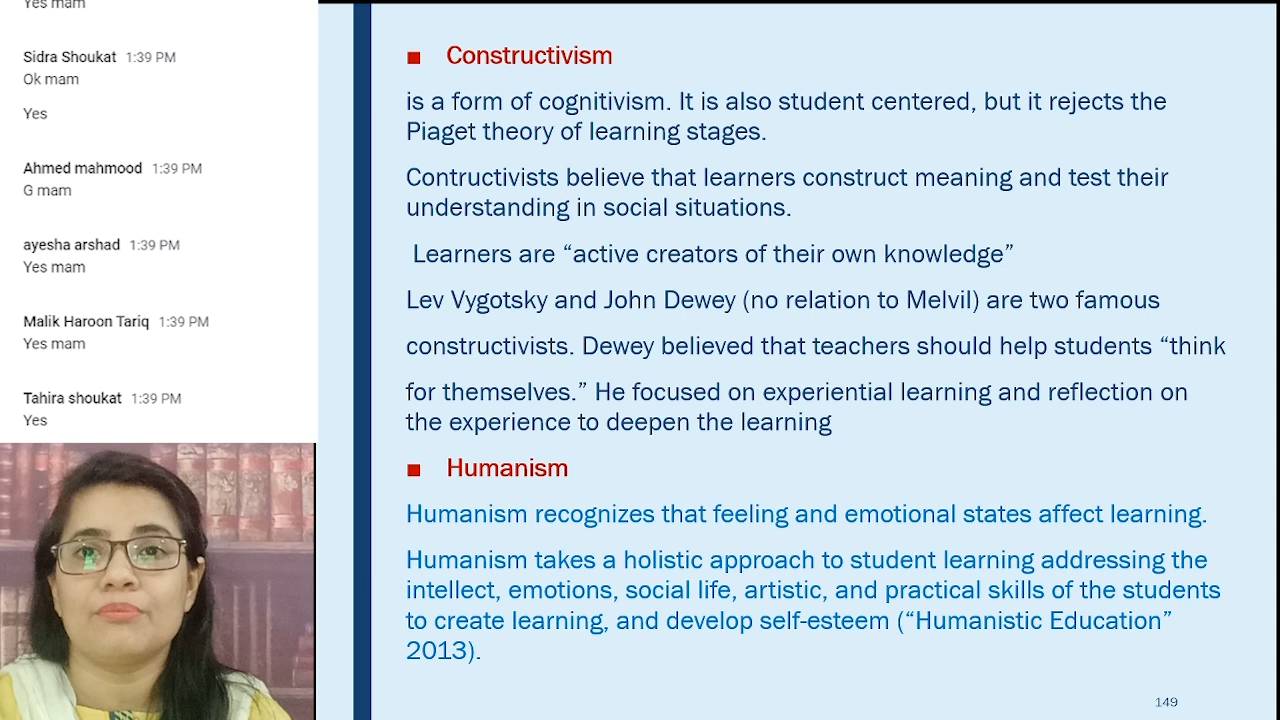 Yes mam
Sidra Shoukat 1:39 PM
Ok mam
Yes
Ahmed mahmood 1:39 PM
G mam
ayesha arshad 1:39 PM
Yes mam
Malik Haroon Tariq 1:39 PM
Yes mam
Tahira shoukat 1:39 PM
Yes
■ Constructivism
is a form of cognitivism. It is also student centered, but it rejects the
Piaget theory of learning stages.
Contructivists believe that learners construct meaning and test their
understanding in social situations.
Learners are “active creators of their own knowledge”
Lev Vygotsky and John Dewey (no relation to Melvil) are two famous
constructivists. Dewey believed that teachers should help students “think
for themselves.” He focused on experiential learning and reflection on
the experience to deepen the learning
■ Humanism
Humanism recognizes that feeling and emotional states affect learning.
Humanism takes a holistic approach to student learning addressing the
intellect, emotions, social life, artistic, and practical skills of the students
to create learning, and develop self-esteem (“Humanistic Education”
2013).
149